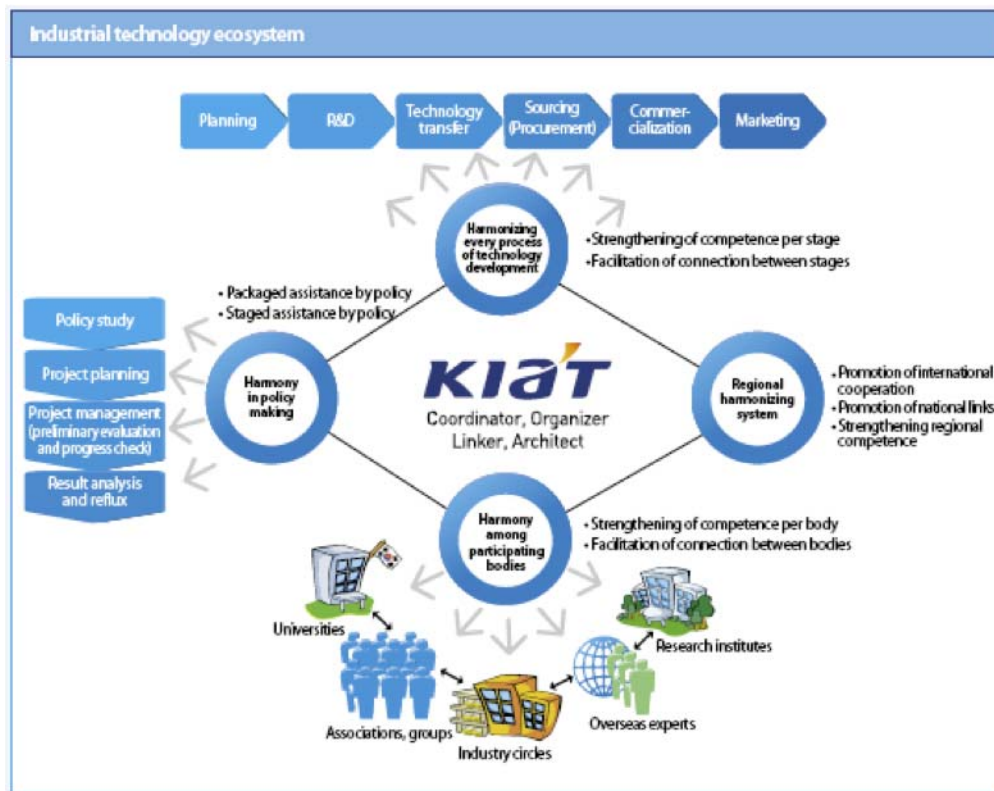 Industrial technology ecosystem
Planning
R&D
Technology
transfer
Sourcing
(Procurement)
Commer-
cialization
Marketing
Harmonizing
every process
of technology
development
• Strengthening of competence per stage
• Facilitation of connection between stages
• Packaged assistance by policy
• Staged assistance by policy
Policy study
Project planning
Project management
(preliminary evaluation
and progress check)
Result analysis
and reflux
Harmony
in policy
making
KIAT
Coordinator, Organizer
Linker, Architect
Regional
harmonizing
system
• Promotion of international
cooperation
• Promotion of national links
• Strengthening regional
competence
Harmony
among
participating
bodies
• Strengthening of competence per body
• Facilitation of connection between bodies
Universities
Associations, groups
Industry circles
Overseas experts
Research institutes